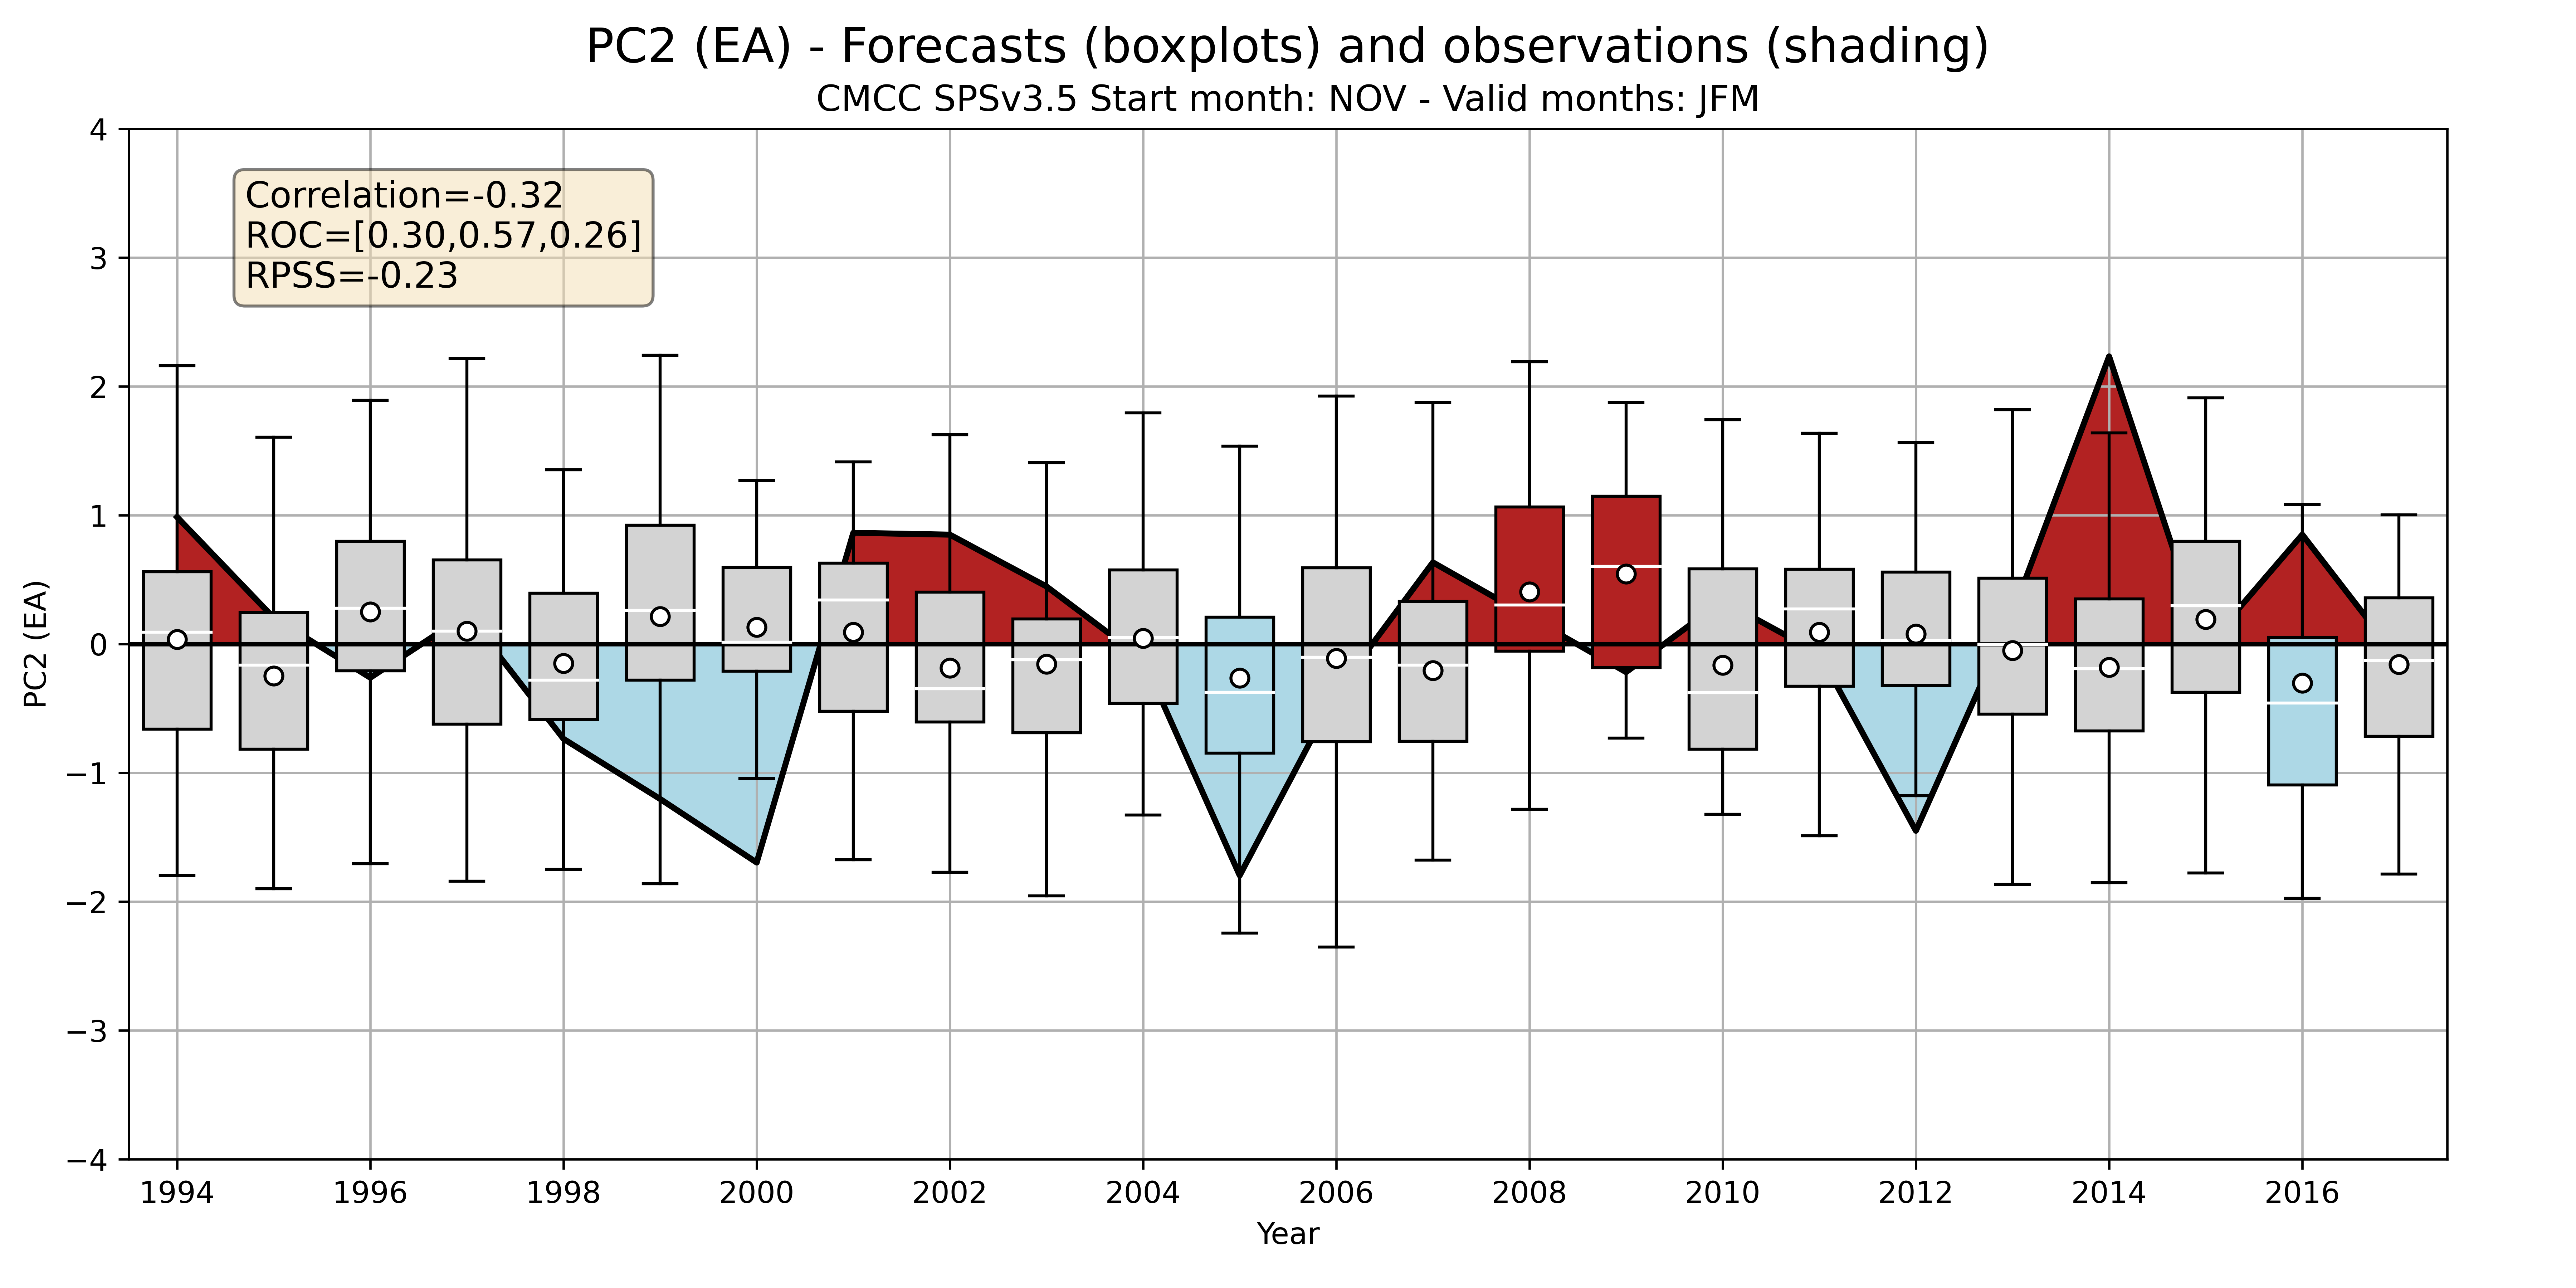 PC2 (EA) - Forecasts (boxplots) and observations (shading)
CMCC SPSv3.5 Start month: NOV - Valid months: JFM
Correlation=-0.32
ROC=[0.30,0.57,0.26]
RPSS=-0.23
PC2 (EA)
4
3
2
1
0
−1
−2
−3
−4
1994 1996 1998 2000 2002 2004 2006 2008 2010 2012 2014 2016
Year